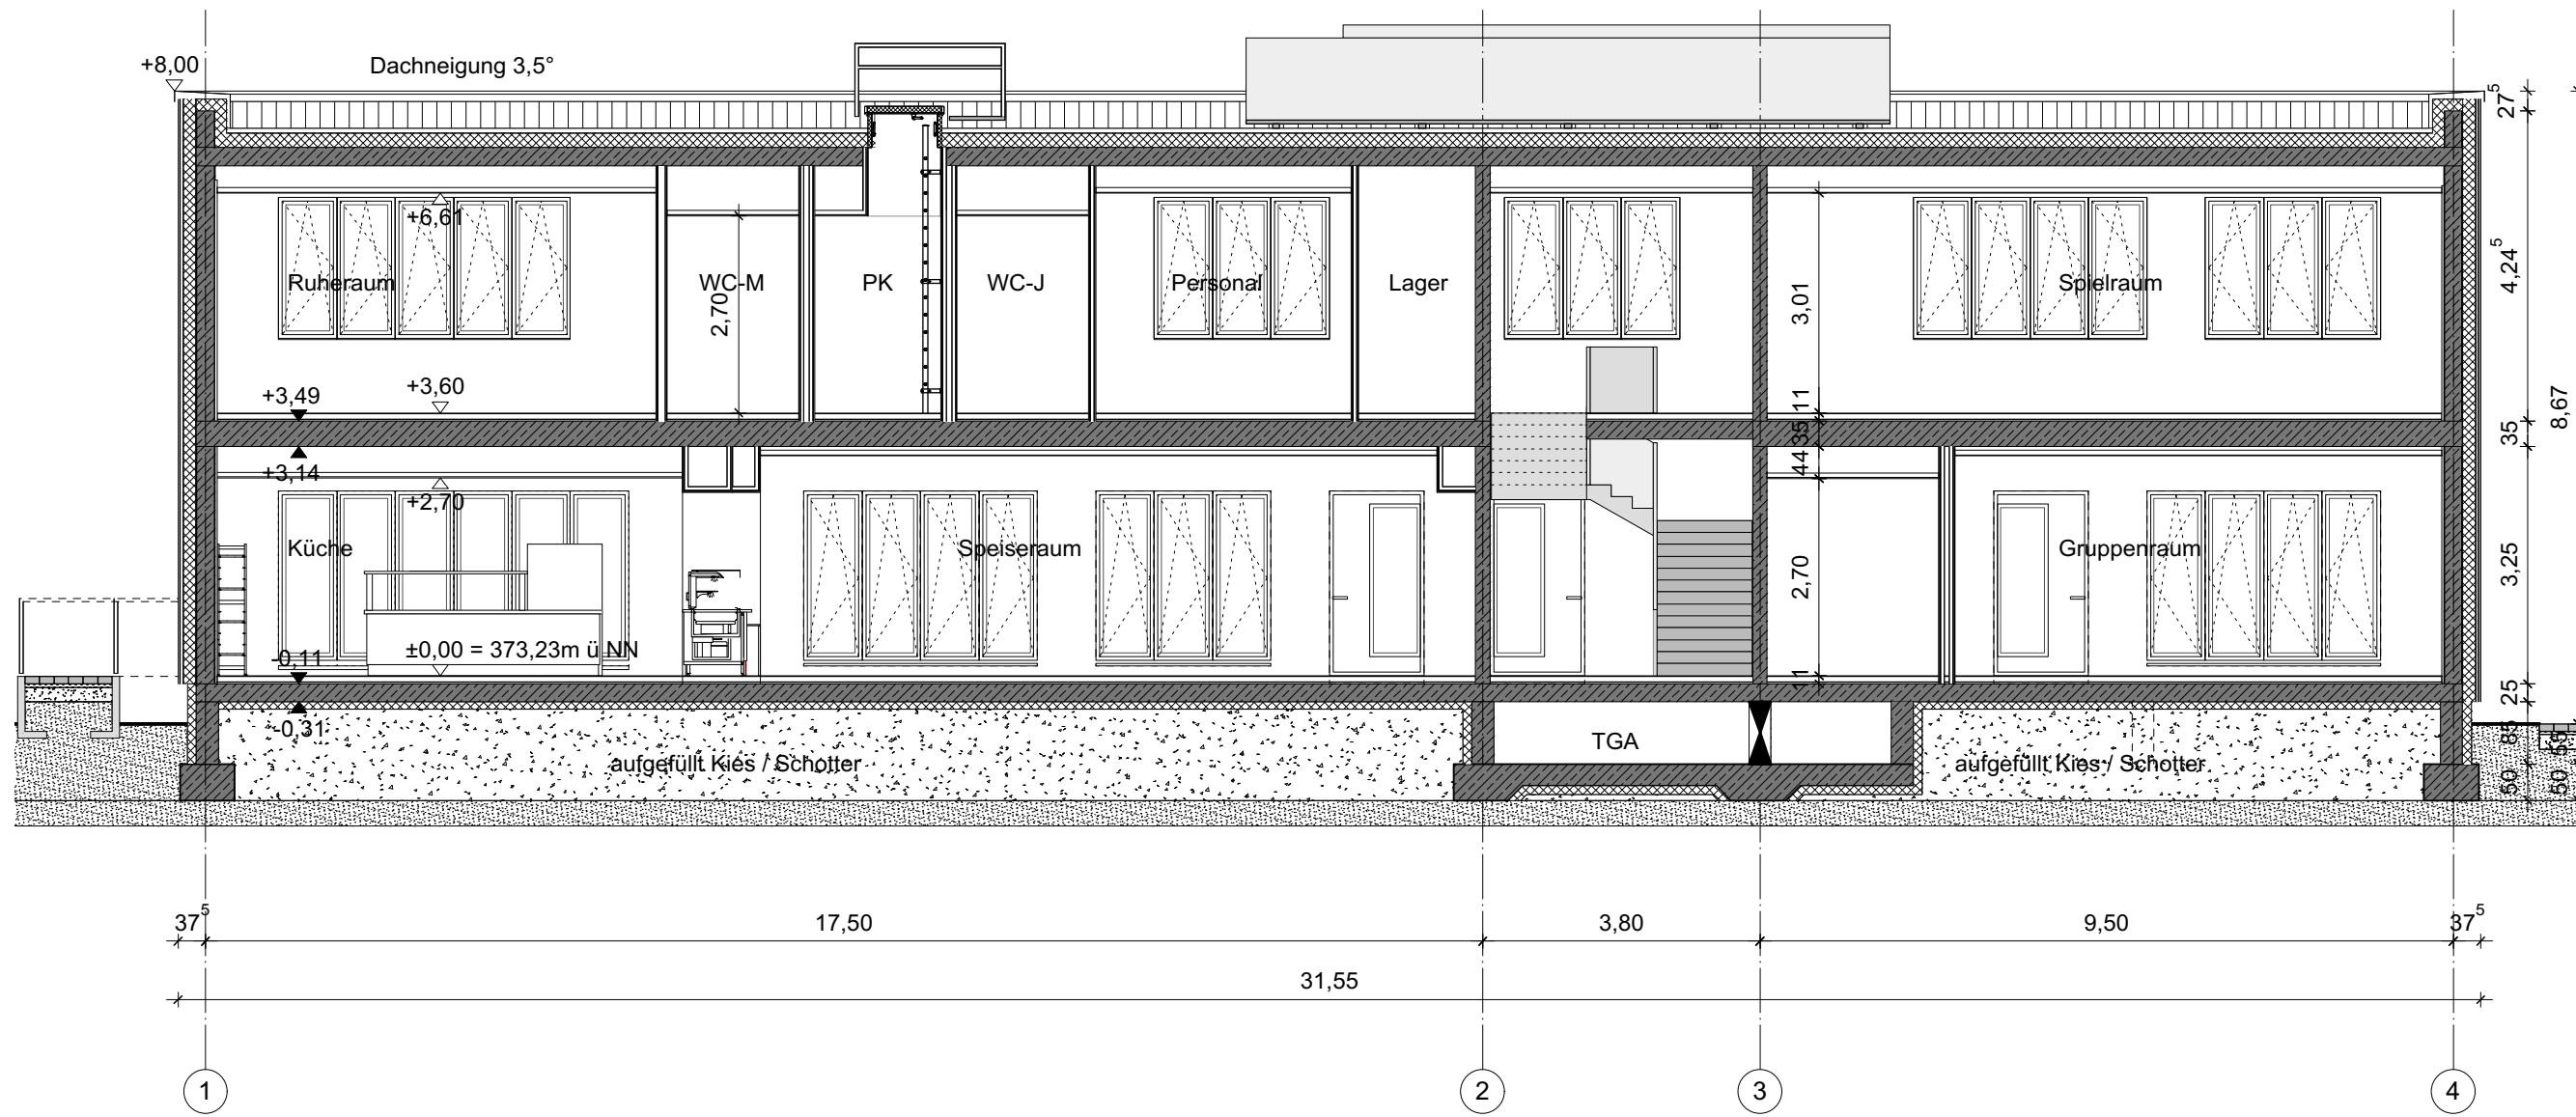 +8,00
Dachneigung 3,5°
27⁵
+6,61
Ruheraum
WC-M
PK
WC-J
Personal
Lager
Spielraum
4,24⁵
2,70
3,01
8,67
+3,49
+3,60
11
35
35
+3,14
44
+2,70
Küche
Speiseraum
Gruppenraum
2,70
3,25
-0,11
±0,00 = 373,23m ü NN
11
25
-0,31
TGA
85
55
aufgefüllt Kies / Schotter
aufgefüllt Kies / Schotter
50
50
37⁵
17,50
3,80
9,50
37⁵
31,55
1
2
3
4